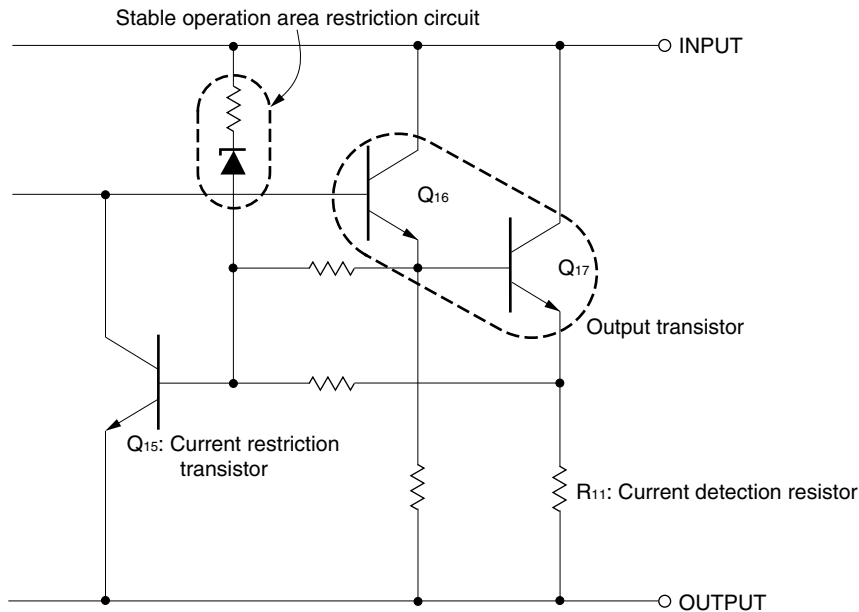 Stable operation area restriction circuit
INPUT
Q16
Q17
Output transistor
Q15: Current restriction
transistor
R11: Current detection resistor
OUTPUT